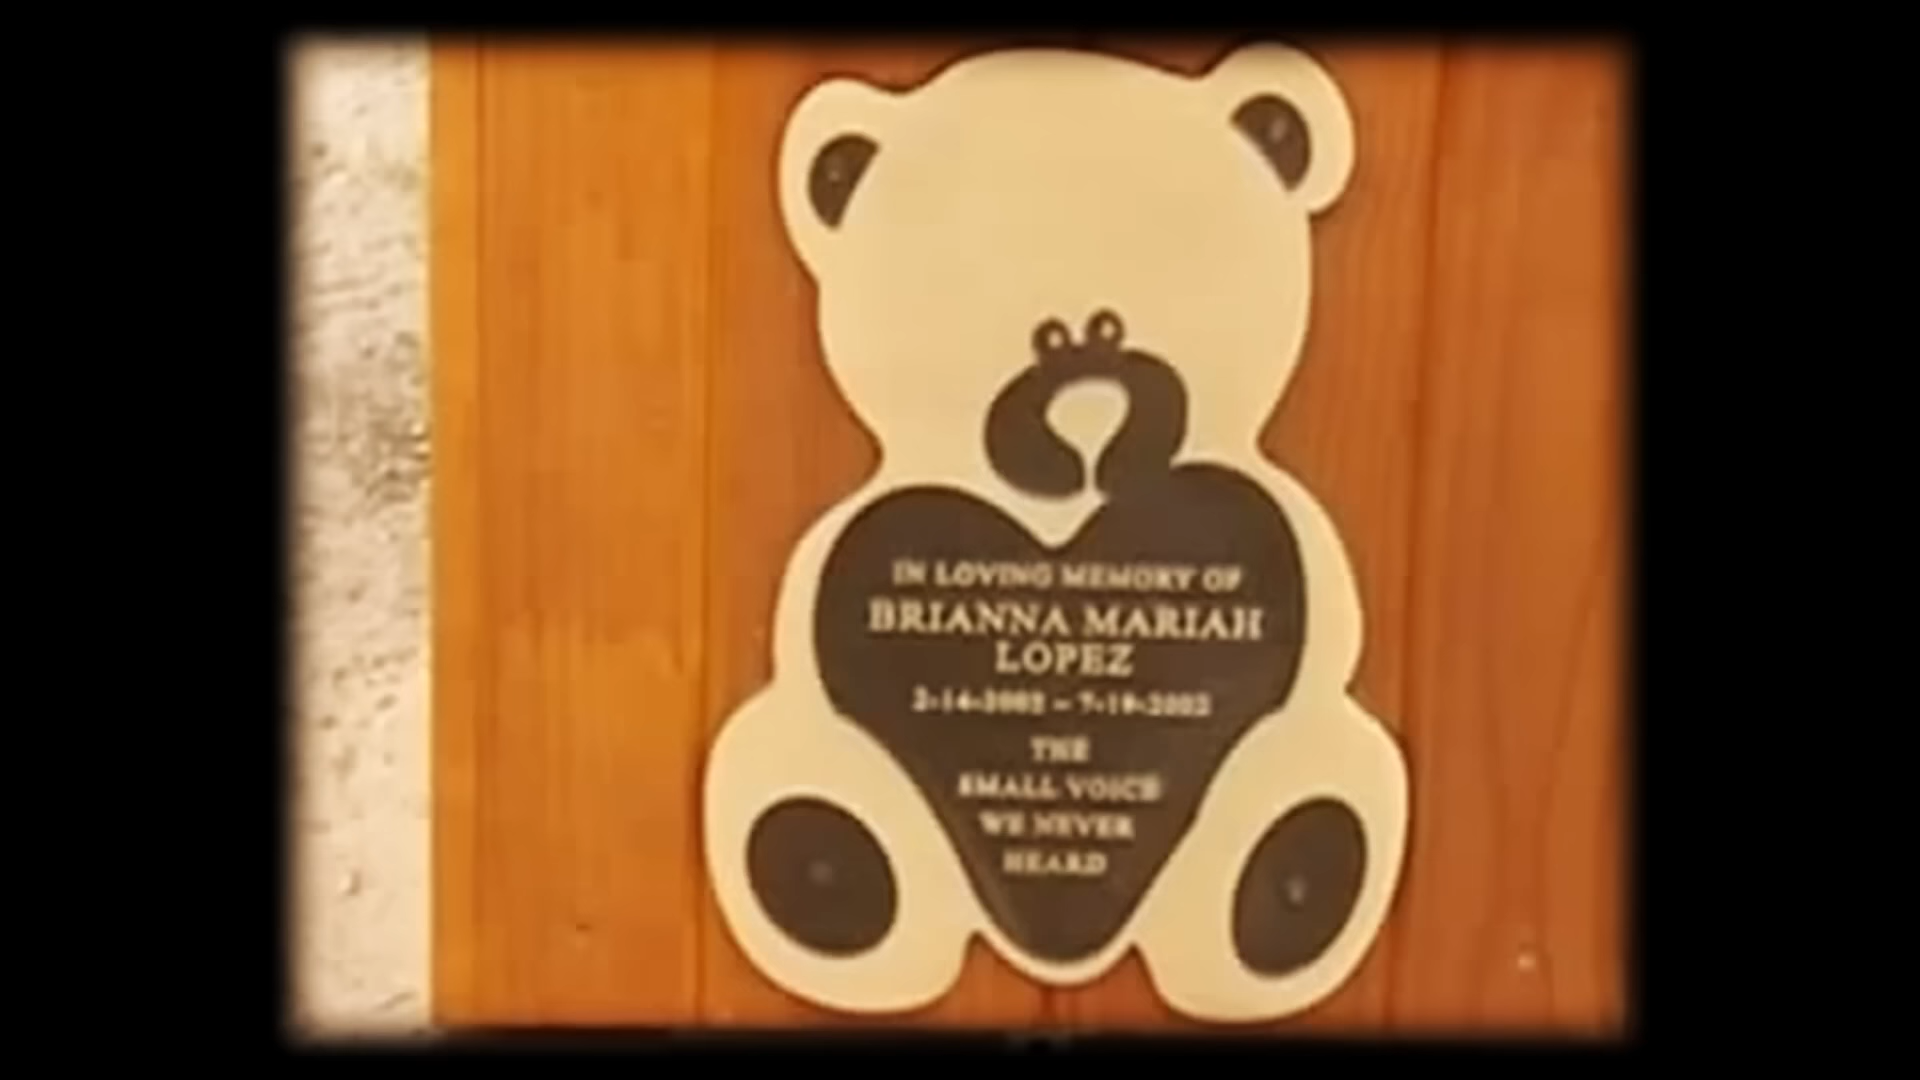 IN LOVING MEMORY OF
BRIANNA MARIAH
LOPEZ
2-14-2002 - 7-19-2002
THE
SMALL VOICE
WE NEVER
HEARD